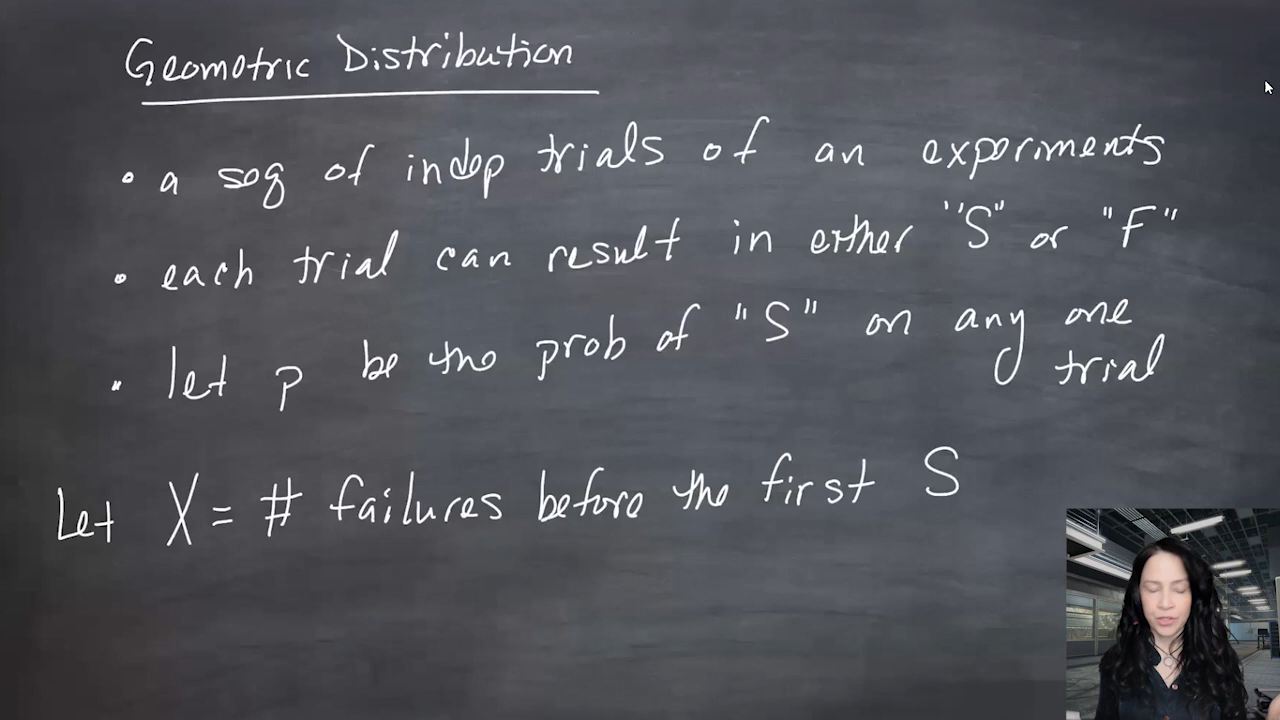 Geometric Distribution
• a seq of indep trials of an experiments
• each trial can result in either "S" or "F"
• let p be the prob of "S" on any one
trial
Let X = # failures before the first S